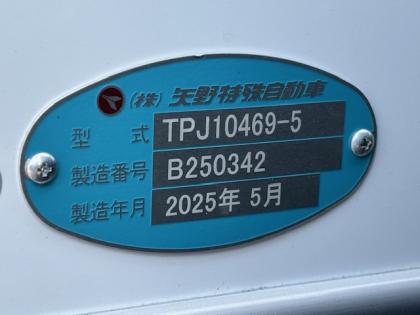 (株)矢野特殊自動車
型式 TPJ10469-5
製造番号 B250342
製造年月 2025年 5月